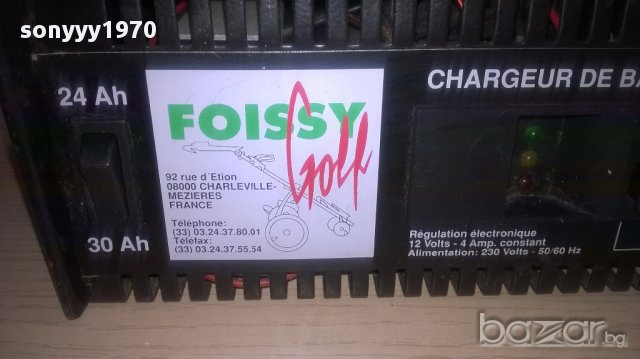 sonyyy1970
24 Ah
30 Ah
FOISSY
Golf
92 rue d'Etion
08000 CHARLEVILLE-
MEZIERES
FRANCE
Téléphone:
(33) 03.24.37.80.01
Telefax:
(33) 03.24.37.55.54
CHARGEUR DE BA
Régulation électronique
12 Volts - 4 Amp. constant
Alimentation: 230 Volts - 50/60 Hz
bazar.bg